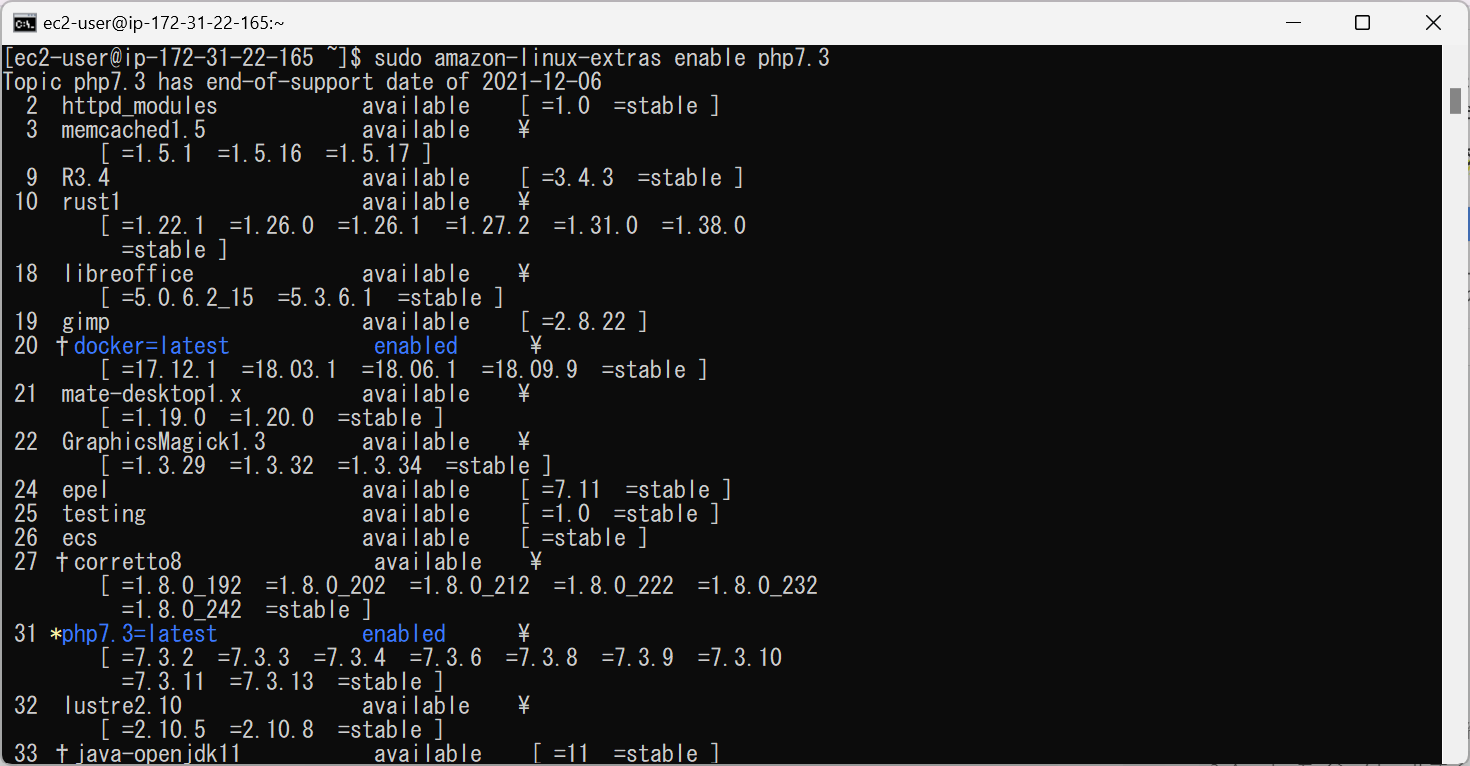 ec2-user@ip-172-31-22-165:~
[ec2-user@ip-172-31-22-165 ~]$ sudo amazon-linux-extras enable php7.3
Topic php7.3 has end-of-support date of 2021-12-06
2 httpd_modules available [ =1.0 =stable ]
3 memcached1.5 available ¥
[ =1.5.1 =1.5.16 =1.5.17 ]
9 R3.4 available [ =3.4.3 =stable ]
10 rust1 available ¥
[ =1.22.1 =1.26.0 =1.26.1 =1.27.2 =1.31.0 =1.38.0
=stable ]
18 libreoffice available ¥
[ =5.0.6.2_15 =5.3.6.1 =stable ]
19 gimp available [ =2.8.22 ]
20 †docker=latest enabled ¥
[ =17.12.1 =18.03.1 =18.06.1 =18.09.9 =stable ]
21 mate-desktop1.x available ¥
[ =1.19.0 =1.20.0 =stable ]
22 GraphicsMagick1.3 available ¥
[ =1.3.29 =1.3.32 =1.3.34 =stable ]
24 epel available [ =7.11 =stable ]
25 testing available [ =1.0 =stable ]
26 ecs available [ =stable ]
27 †corretto8 available ¥
[ =1.8.0_192 =1.8.0_202 =1.8.0_212 =1.8.0_222 =1.8.0_232
=1.8.0_242 =stable ]
31 *php7.3=latest enabled ¥
[ =7.3.2 =7.3.3 =7.3.4 =7.3.6 =7.3.8 =7.3.9 =7.3.10
=7.3.11 =7.3.13 =stable ]
32 lustre2.10 available ¥
[ =2.10.5 =2.10.8 =stable ]
33 †java-openjdk11 available [ =11 =stable ]